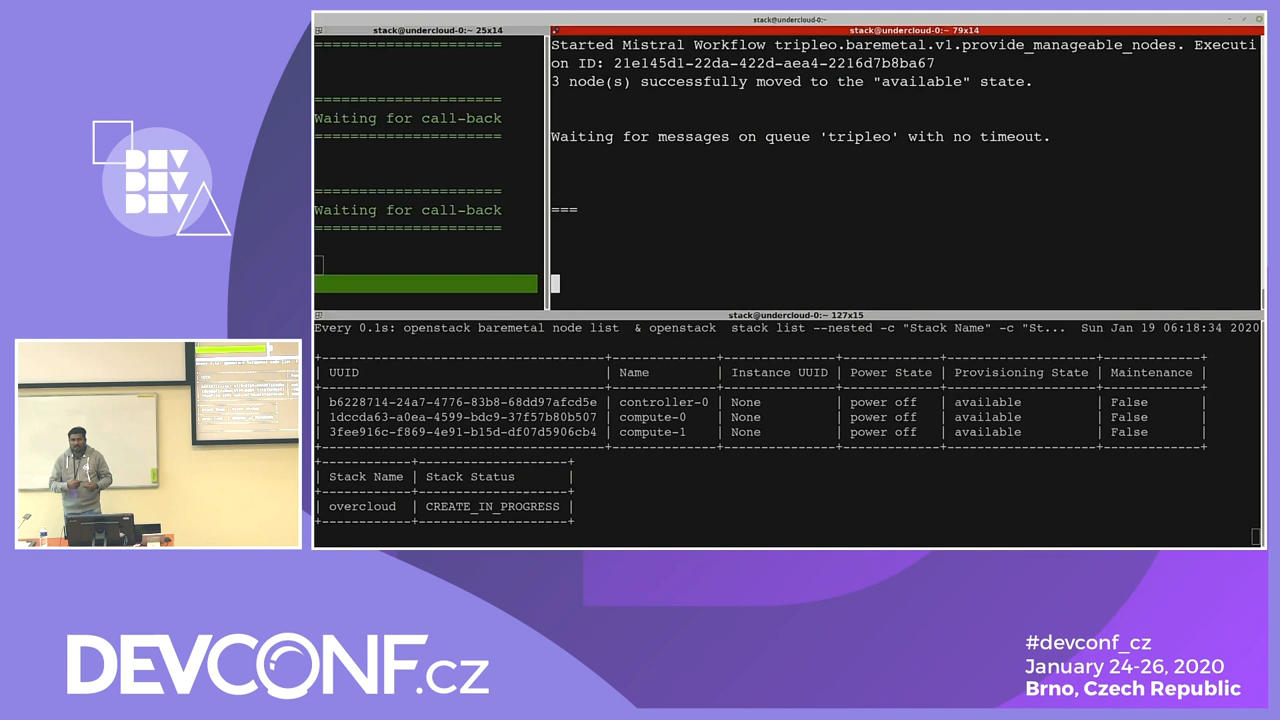 stack@undercloud-0:~
stack@undercloud-0:~ 25x14
=====================
=====================
Waiting for call-back
=====================
=====================
Waiting for call-back
=====================
stack@undercloud-0:~ 79x14
Started Mistral Workflow tripleo.baremetal.v1.provide_manageable_nodes. Executi
on ID: 21e145d1-22da-422d-aea4-2216d7b8ba67
3 node(s) successfully moved to the "available" state.
Waiting for messages on queue 'tripleo' with no timeout.
===
stack@undercloud-0:~ 127x15
Every 0.1s: openstack baremetal node list  & openstack  stack list --nested -c "Stack Name" -c "St...  Sun Jan 19 06:18:34 2020
| UUID | Name | Instance UUID | Power State | Provisioning State | Maintenance |
| b6228714-24a7-4776-83b8-68dd97afcd5e | controller-0 | None | power off | available | False |
| 1dccda63-a0ea-4599-bdc9-37f57b80b507 | compute-0 | None | power off | available | False |
| 3fee916c-f869-4e91-b15d-df07d5906cb4 | compute-1 | None | power off | available | False |
| Stack Name | Stack Status |
| overcloud | CREATE_IN_PROGRESS |
DEV
DEV
DEV
DEVCONF.cz
#devconf_cz
January 24-26, 2020
Brno, Czech Republic